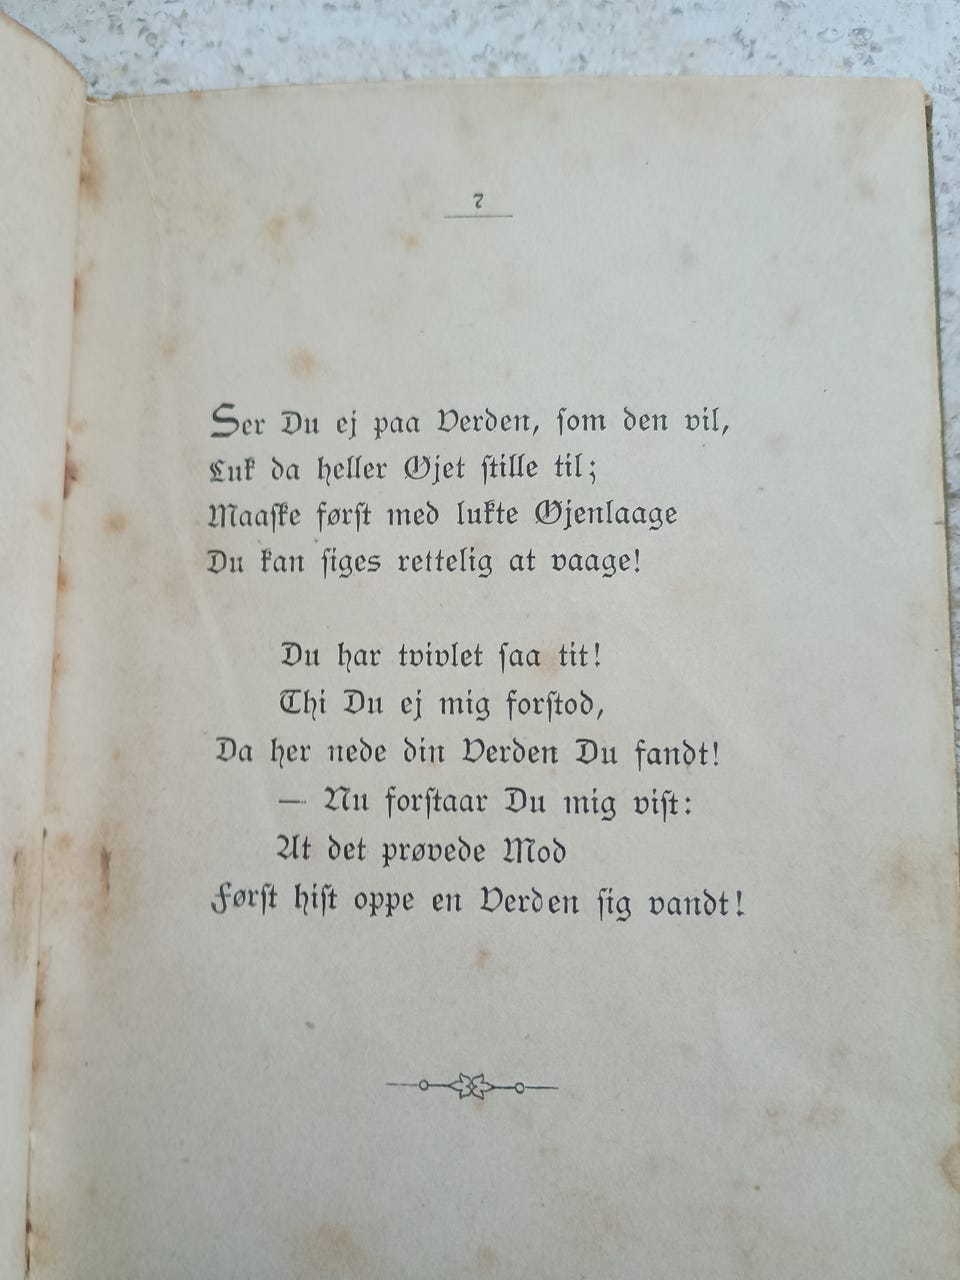 7
Ser Du ej paa Verden, som den vil,
Luk da heller Øjet stille til;
Maaske først med lukte Øjenlaage
Du kan siges rettelig at vaage!
Du har tvivlet saa tit!
Thi Du ej mig forstod,
Da her nede din Verden Du fandt!
— Nu forstaar Du mig vist:
At det prøvede Mod
Først hist oppe en Verden sig vandt!